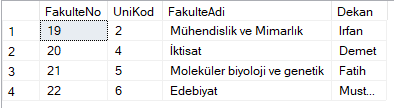 FakulteNo UniKod FakulteAdi Dekan
1 19 2 Mühendislik ve Mimarlık Irfan
2 20 4 İktisat Demet
3 21 5 Moleküler biyoloji ve genetik Fatih
4 22 6 Edebiyat Must...